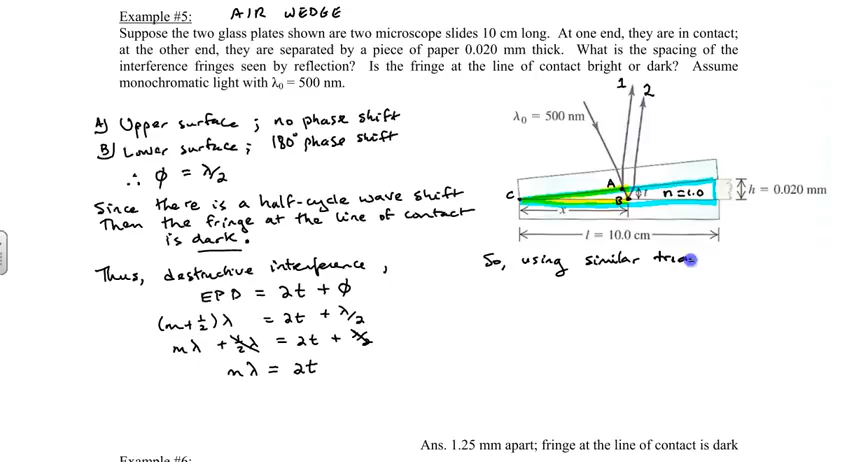 Example #5: AIR WEDGE
Suppose the two glass plates shown are two microscope slides 10 cm long. At one end, they are in contact;
at the other end, they are separated by a piece of paper 0.020 mm thick. What is the spacing of the
interference fringes seen by reflection? Is the fringe at the line of contact bright or dark? Assume
monochromatic light with λ₀ = 500 nm.
A) Upper surface ; no phase shift
B) Lower surface ; 180° phase shift
∴ φ = λ/2
Since there is a half-cycle wave shift
Then the fringe at the line of contact
is dark.
Thus, destructive interference,
EPD = 2t + φ
(m+½)λ = 2t + λ/2
mλ + ½λ = 2t + λ/2
mλ = 2t
1 2
λ₀ = 500 nm
A
C B t n=1.0 h = 0.020 mm
x
l = 10.0 cm
So, using similar tria
Ans. 1.25 mm apart; fringe at the line of contact is dark
Example #6: